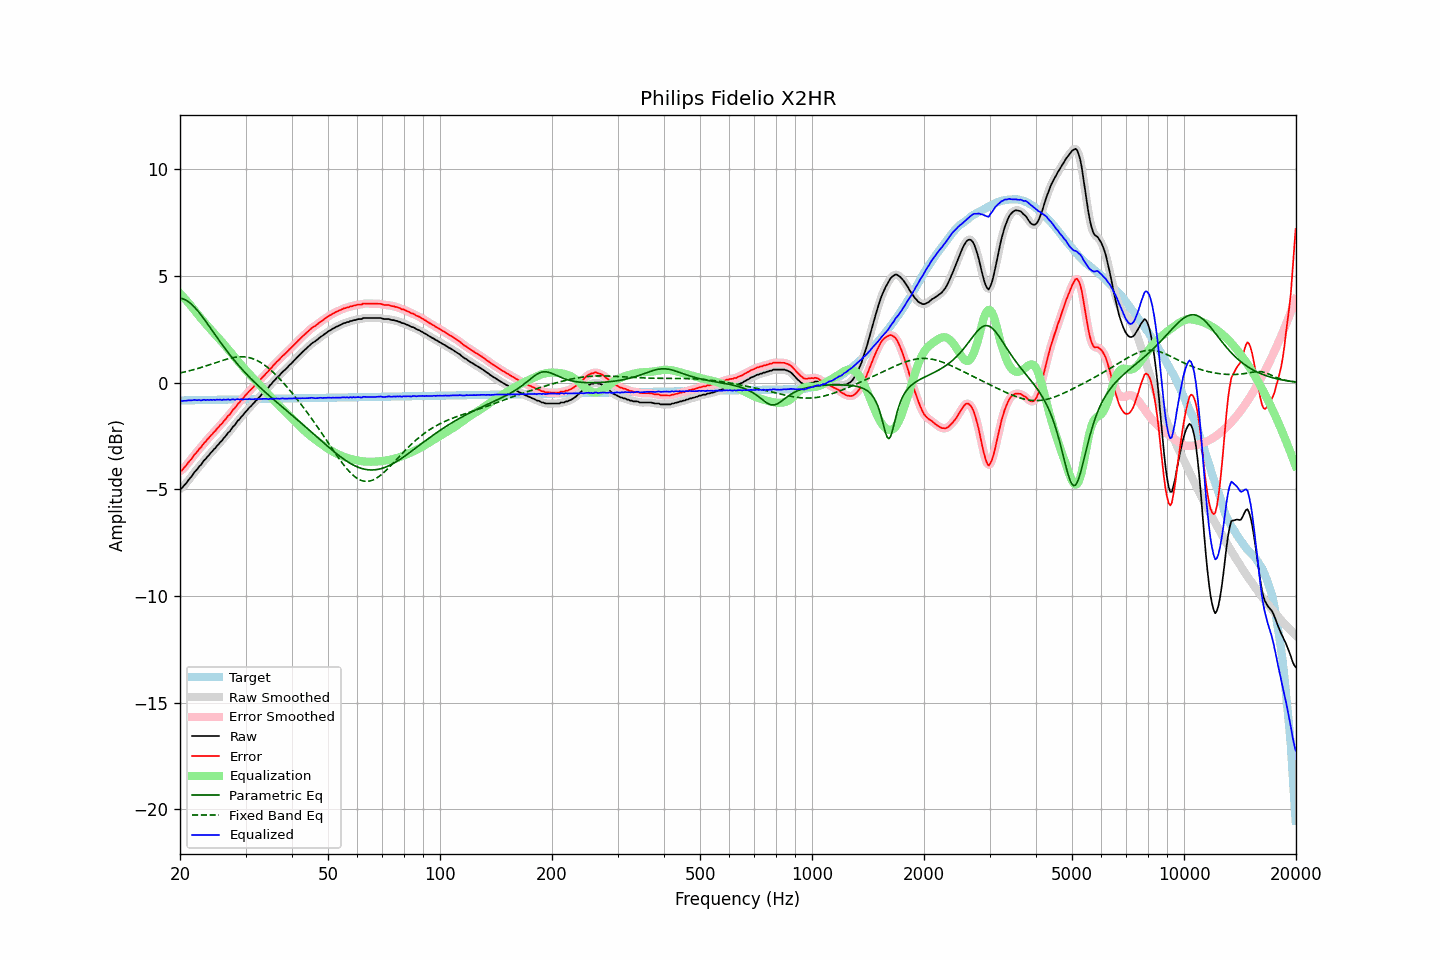 Philips Fidelio X2HR
Amplitude (dBr)
10
5
0
−5
−10
−15
−20
Target
Raw Smoothed
Error Smoothed
Raw
Error
Equalization
Parametric Eq
Fixed Band Eq
Equalized
20 50 100 200 500 1000 2000 5000 10000 20000
Frequency (Hz)